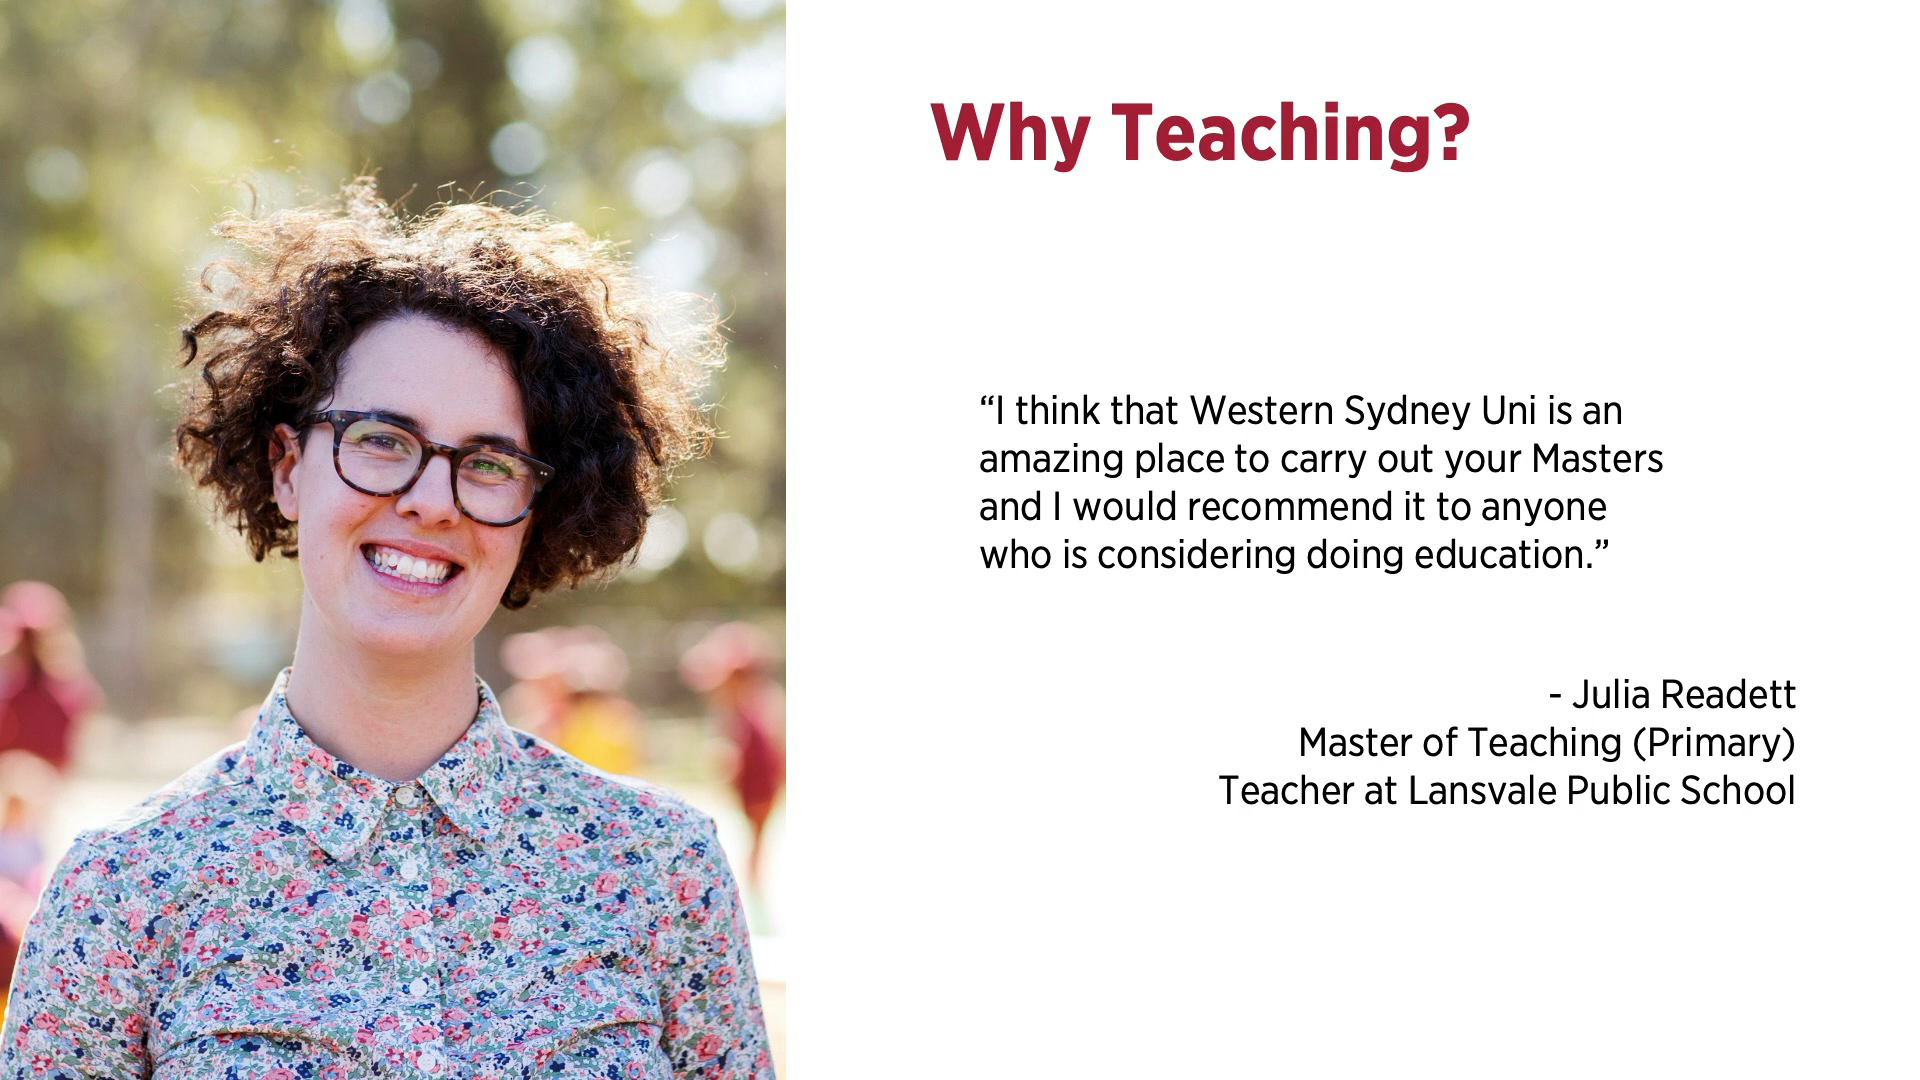 Why Teaching?
“I think that Western Sydney Uni is an
amazing place to carry out your Masters
and I would recommend it to anyone
who is considering doing education.”
- Julia Readett
Master of Teaching (Primary)
Teacher at Lansvale Public School